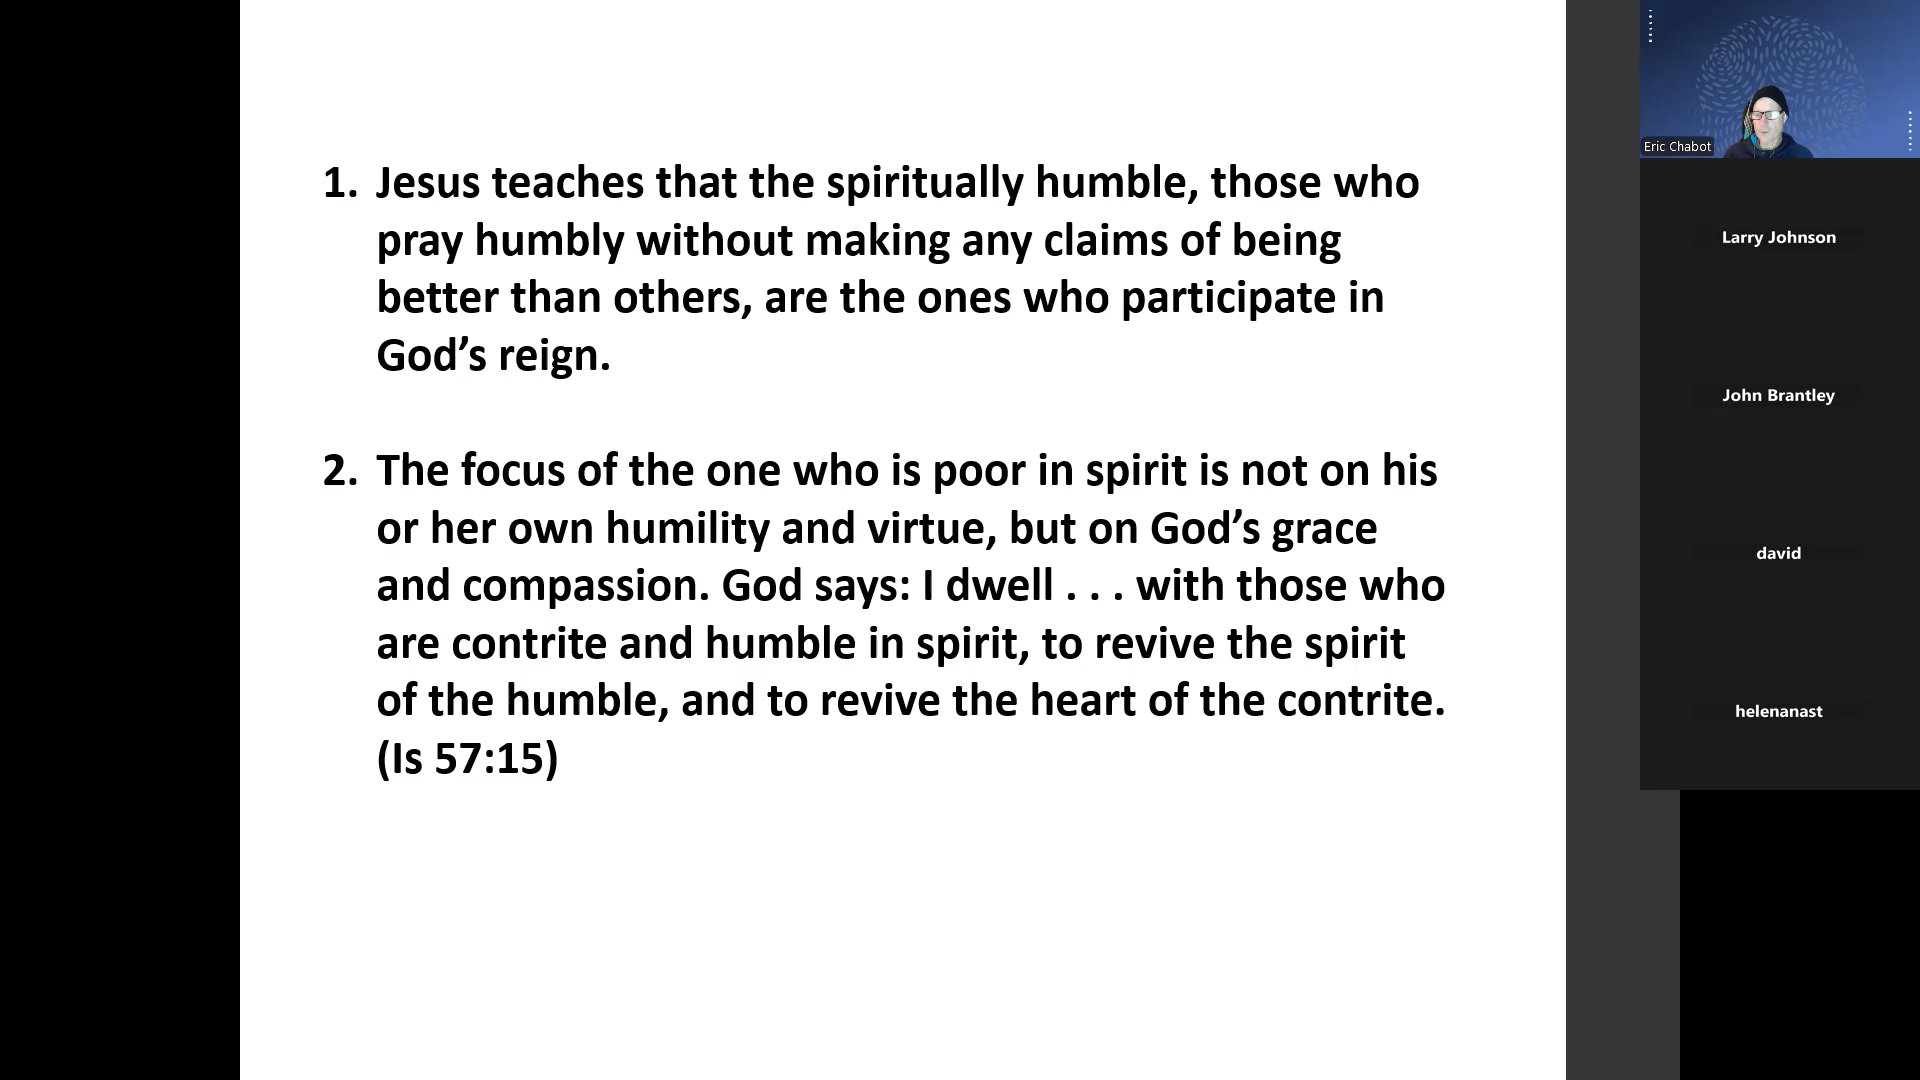 1. Jesus teaches that the spiritually humble, those who
pray humbly without making any claims of being
better than others, are the ones who participate in
God’s reign.
2. The focus of the one who is poor in spirit is not on his
or her own humility and virtue, but on God’s grace
and compassion. God says: I dwell . . . with those who
are contrite and humble in spirit, to revive the spirit
of the humble, and to revive the heart of the contrite.
(Is 57:15)
Eric Chabot
Larry Johnson
John Brantley
david
helenanast